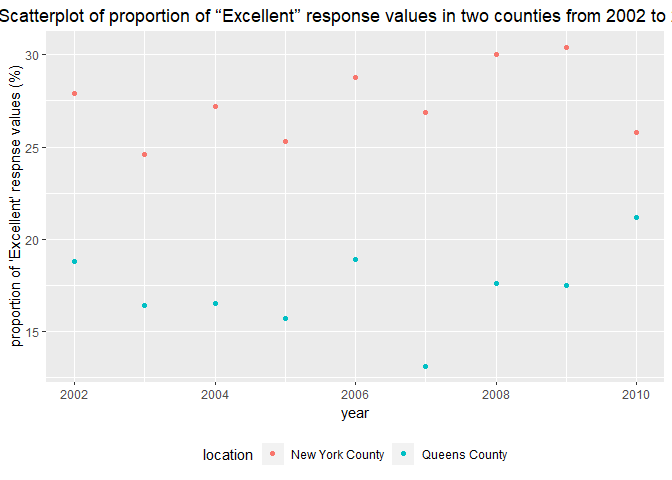 Scatterplot of proportion of “Excellent” response values in two counties from 2002 to
proportion of 'Excellent' respnse values (%)
30
25
20
15
2002 2004 2006 2008 2010
year
location New York County Queens County